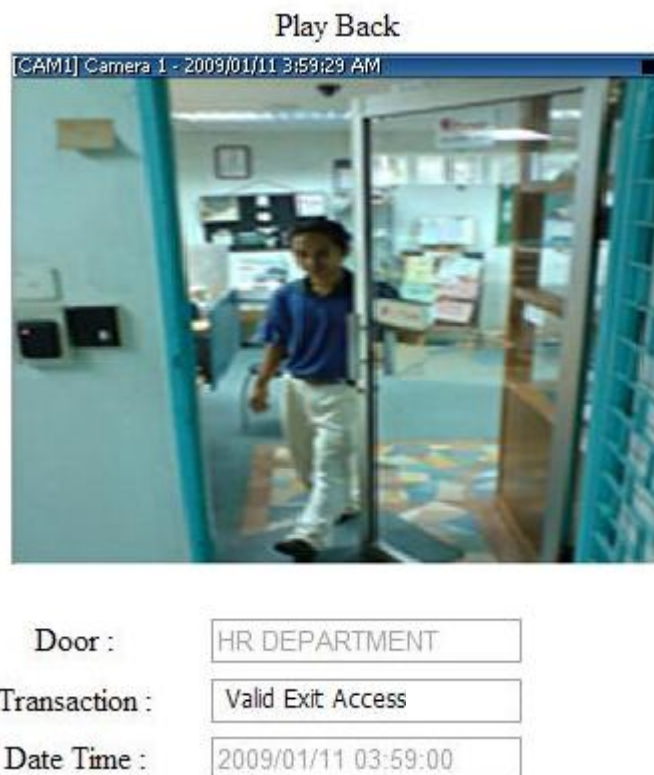 Play Back
[CAM1] Camera 1 - 2009/01/11 3:59:29 AM
Door : HR DEPARTMENT
Transaction : Valid Exit Access
Date Time : 2009/01/11 03:59:00